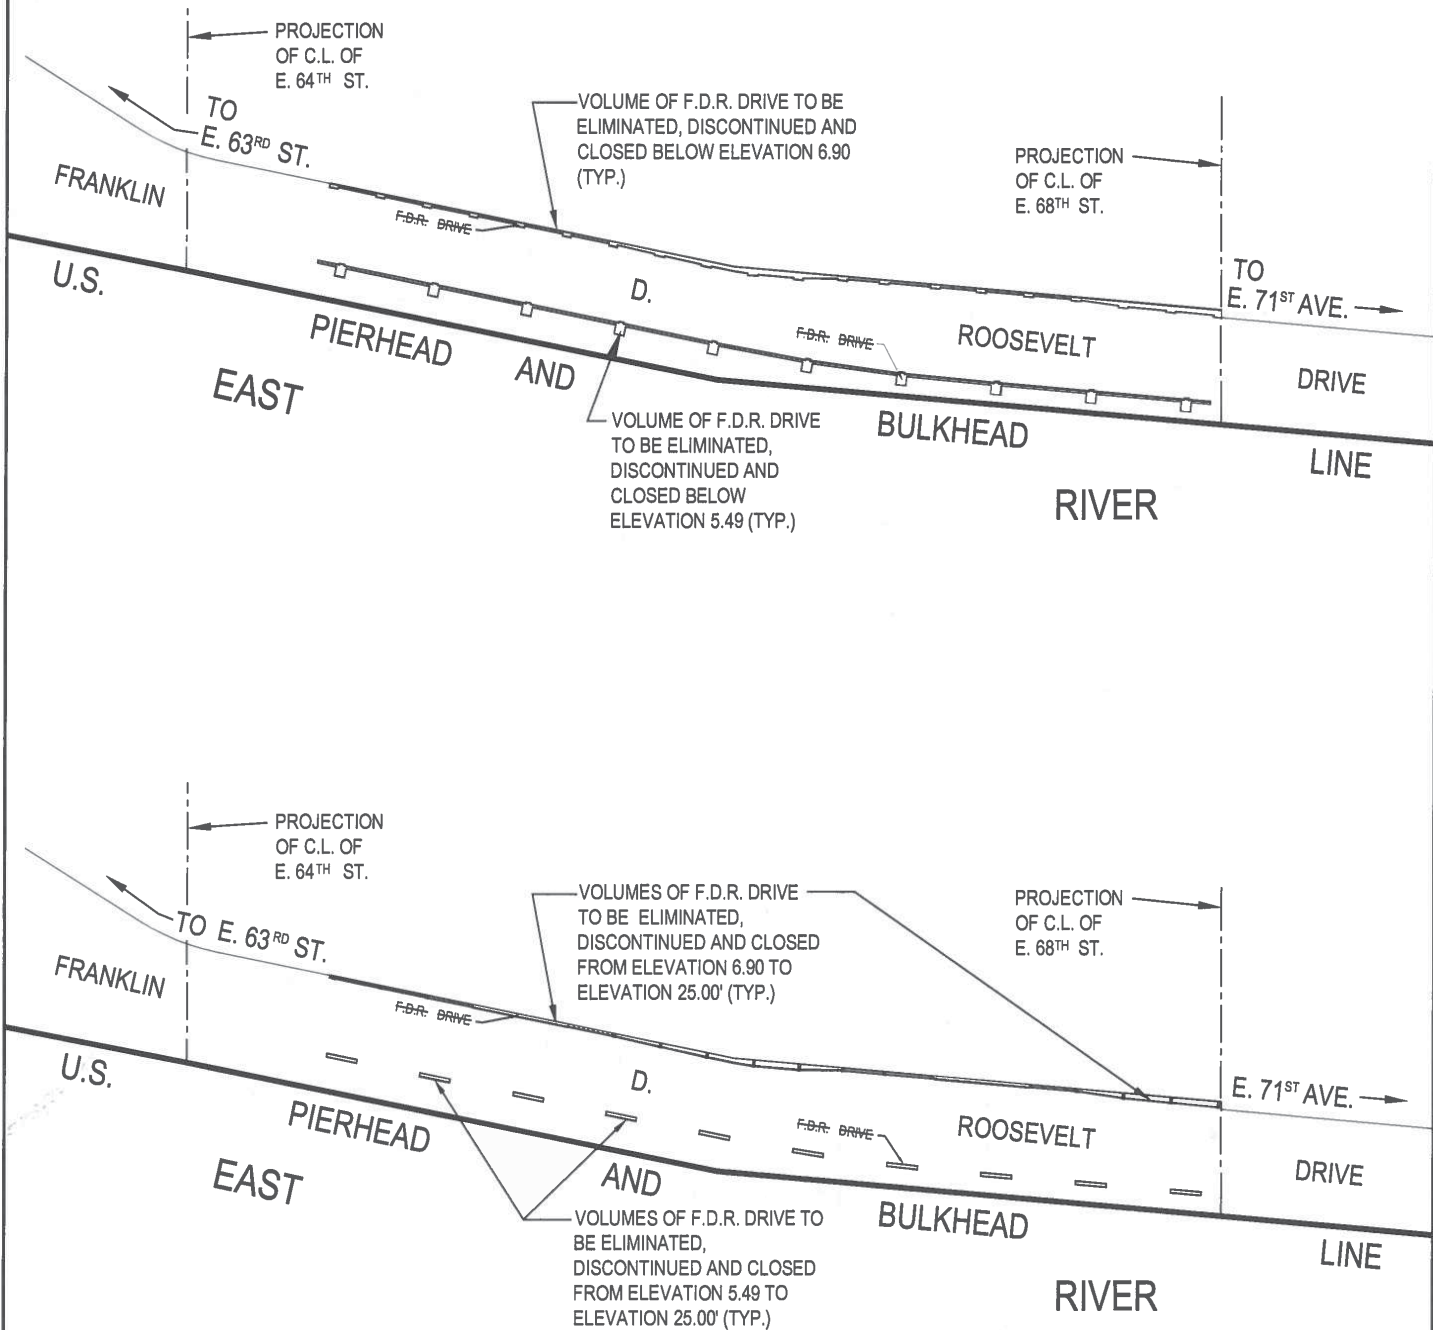 PROJECTION
OF C.L. OF
E. 64TH ST.
TO
E. 63RD ST.
VOLUME OF F.D.R. DRIVE TO BE
ELIMINATED, DISCONTINUED AND
CLOSED BELOW ELEVATION 6.90
(TYP.)
PROJECTION
OF C.L. OF
E. 68TH ST.
FRANKLIN
F.D.R. DRIVE
U.S.
D.
TO
E. 71ST AVE.
PIERHEAD
AND
F.D.R. DRIVE
ROOSEVELT
DRIVE
EAST
VOLUME OF F.D.R. DRIVE
TO BE ELIMINATED,
DISCONTINUED AND
CLOSED BELOW
ELEVATION 5.49 (TYP.)
BULKHEAD
LINE
RIVER
PROJECTION
OF C.L. OF
E. 64TH ST.
TO E. 63RD ST.
VOLUMES OF F.D.R. DRIVE
TO BE ELIMINATED,
DISCONTINUED AND CLOSED
FROM ELEVATION 6.90 TO
ELEVATION 25.00' (TYP.)
PROJECTION
OF C.L. OF
E. 68TH ST.
FRANKLIN
F.D.R. DRIVE
U.S.
D.
E. 71ST AVE.
PIERHEAD
AND
F.D.R. DRIVE
ROOSEVELT
DRIVE
EAST
VOLUMES OF F.D.R. DRIVE TO
BE ELIMINATED,
DISCONTINUED AND CLOSED
FROM ELEVATION 5.49 TO
ELEVATION 25.00' (TYP.)
BULKHEAD
LINE
RIVER